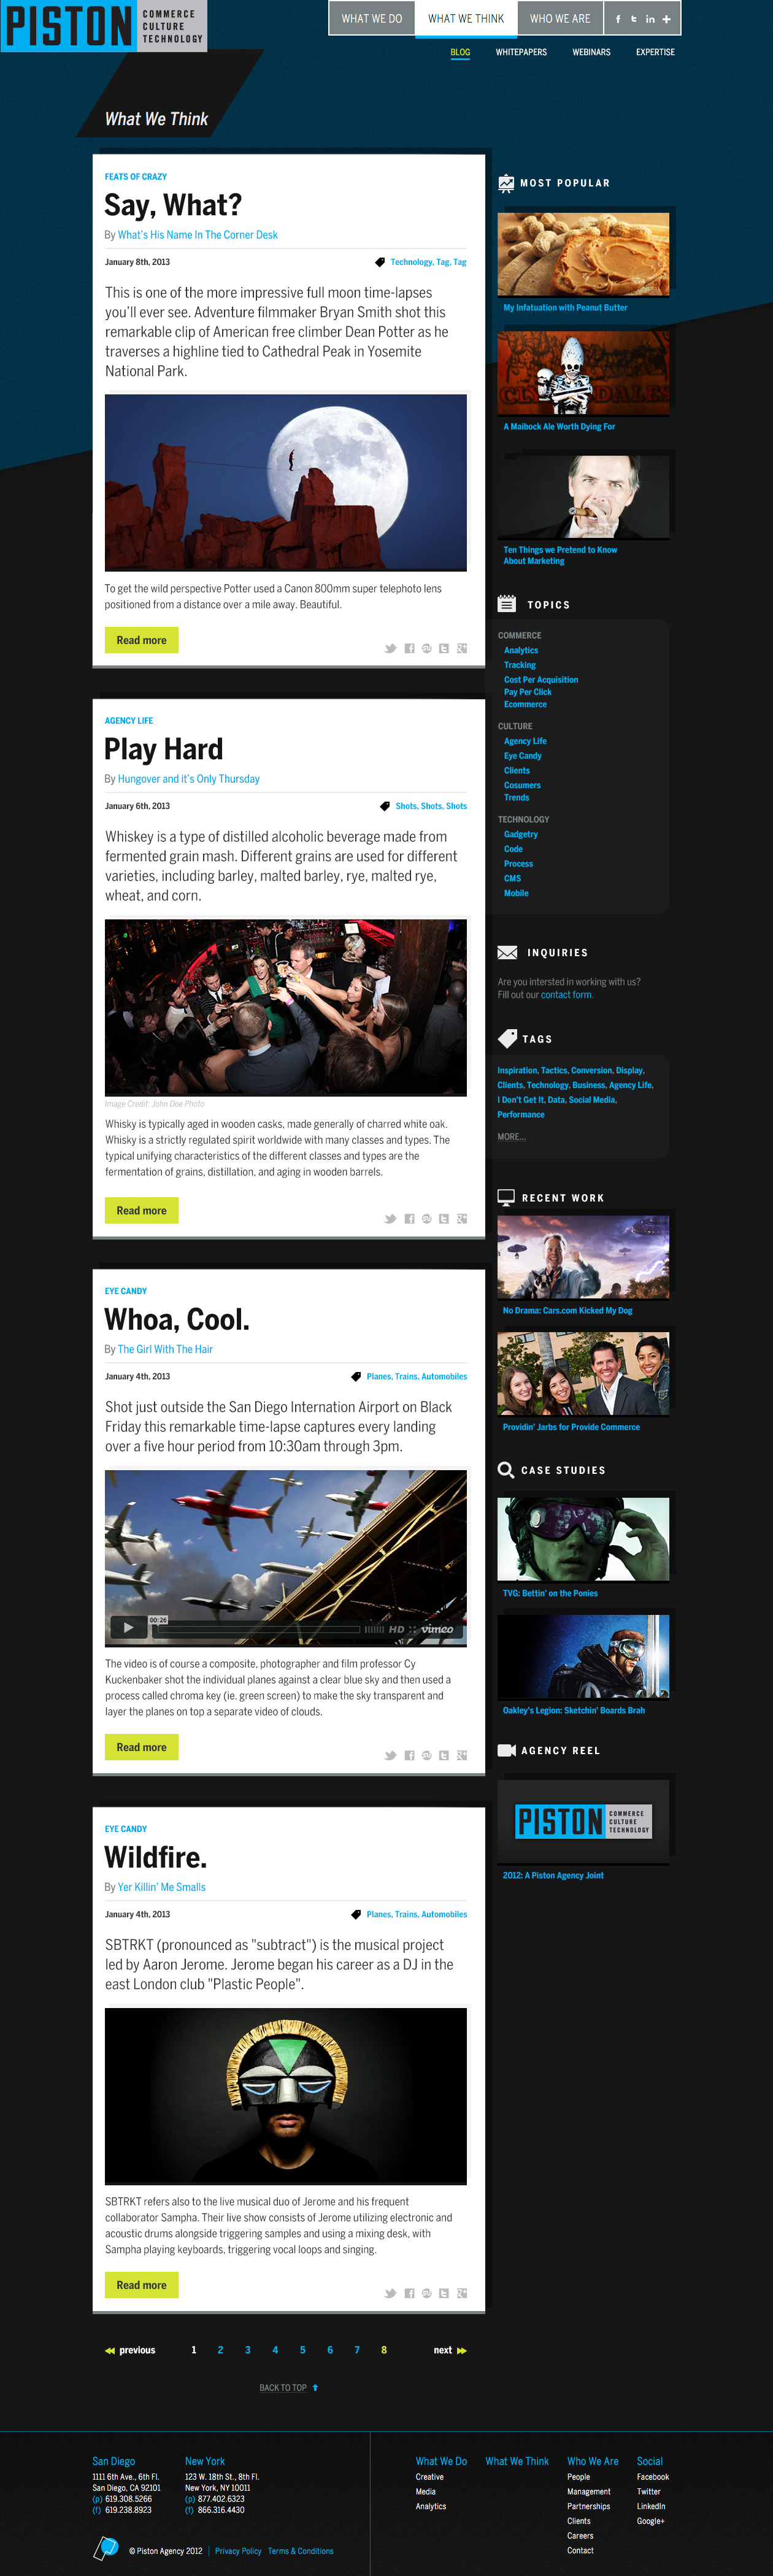 PISTON
COMMERCE
CULTURE
TECHNOLOGY
WHAT WE DO
WHAT WE THINK
WHO WE ARE
BLOG
WHITEPAPERS
WEBINARS
EXPERTISE
What We Think
FEATS OF CRAZY
Say, What?
By What's His Name In The Corner Desk
January 8th, 2013
Technology, Tag, Tag
This is one of the more impressive full moon time-lapses
you'll ever see. Adventure filmmaker Bryan Smith shot this
remarkable clip of American free climber Dean Potter as he
traverses a highline tied to Cathedral Peak in Yosemite
National Park.
To get the wild perspective Potter used a Canon 800mm super telephoto lens
positioned from a distance over a mile away. Beautiful.
Read more
AGENCY LIFE
Play Hard
By Hungover and it's Only Thursday
January 6th, 2013
Shots, Shots, Shots
Whiskey is a type of distilled alcoholic beverage made from
fermented grain mash. Different grains are used for different
varieties, including barley, malted barley, rye, malted rye,
wheat, and corn.
Image Credit: John Doe Photo
Whisky is typically aged in wooden casks, made generally of charred white oak.
Whisky is a strictly regulated spirit worldwide with many classes and types. The
typical unifying characteristics of the different classes and types are the
fermentation of grains, distillation, and aging in wooden barrels.
Read more
EYE CANDY
Whoa, Cool.
By The Girl With The Hair
January 4th, 2013
Planes, Trains, Automobiles
Shot just outside the San Diego Internation Airport on Black
Friday this remarkable time-lapse captures every landing
over a five hour period from 10:30am through 3pm.
00:26
HD
vimeo
The video is of course a composite, photographer and film professor Cy
Kuckenbaker shot the individual planes against a clear blue sky and then used a
process called chroma key (ie. green screen) to make the sky transparent and
layer the planes on top a separate video of clouds.
Read more
EYE CANDY
Wildfire.
By Yer Killin' Me Smalls
January 4th, 2013
Planes, Trains, Automobiles
SBTRKT (pronounced as "subtract") is the musical project
led by Aaron Jerome. Jerome began his career as a DJ in the
east London club "Plastic People".
SBTRKT refers also to the live musical duo of Jerome and his frequent
collaborator Sampha. Their live show consists of Jerome utilizing electronic and
acoustic drums alongside triggering samples and using a mixing desk, with
Sampha playing keyboards, triggering vocal loops and singing.
Read more
previous 1 2 3 4 5 6 7 8 next
BACK TO TOP
MOST POPULAR
My Infatuation with Peanut Butter
A Maibock Ale Worth Dying For
Ten Things we Pretend to Know
About Marketing
TOPICS
COMMERCE
Analytics
Tracking
Cost Per Acquisition
Pay Per Click
Ecommerce
CULTURE
Agency Life
Eye Candy
Clients
Cosumers
Trends
TECHNOLOGY
Gadgetry
Code
Process
CMS
Mobile
INQUIRIES
Are you intersted in working with us?
Fill out our contact form.
TAGS
Inspiration, Tactics, Conversion, Display,
Clients, Technology, Business, Agency Life,
I Don't Get It, Data, Social Media,
Performance
MORE...
RECENT WORK
No Drama: Cars.com Kicked My Dog
Providin' Jarbs for Provide Commerce
CASE STUDIES
TVG: Bettin' on the Ponies
Oakley's Legion: Sketchin' Boards Brah
AGENCY REEL
PISTON
COMMERCE
CULTURE
TECHNOLOGY
2012: A Piston Agency Joint
San Diego
1111 6th Ave., 6th Fl.
San Diego, CA 92101
(p) 619.308.5266
(f) 619.238.8923
New York
123 W. 18th St., 8th Fl.
New York, NY 10011
(p) 877.402.6323
(f) 866.316.4430
© Piston Agency 2012 | Privacy Policy Terms & Conditions
What We Do
Creative
Media
Analytics
What We Think
Who We Are
People
Management
Partnerships
Clients
Careers
Contact
Social
Facebook
Twitter
LinkedIn
Google+